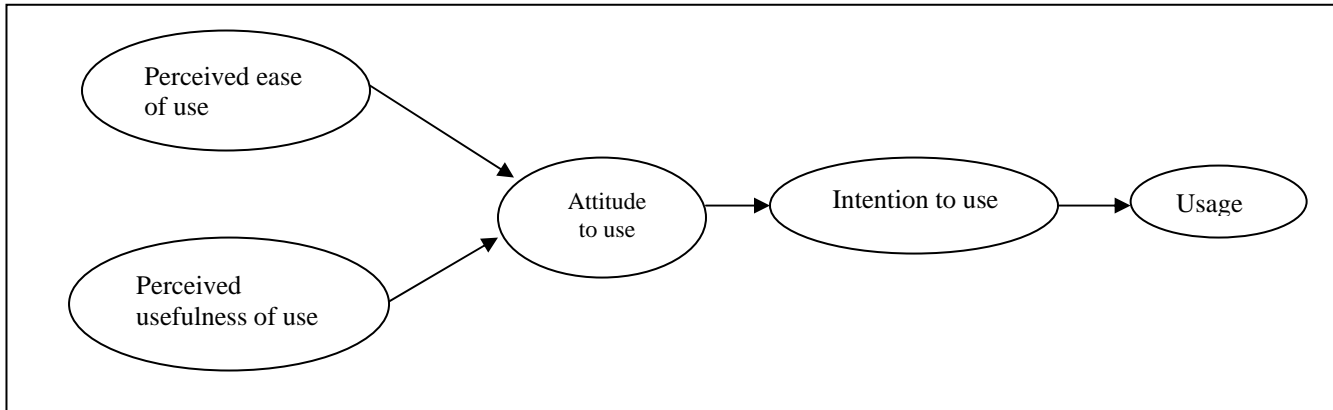 Perceived ease
of use
Perceived
usefulness of use
Attitude
to use
Intention to use
Usage